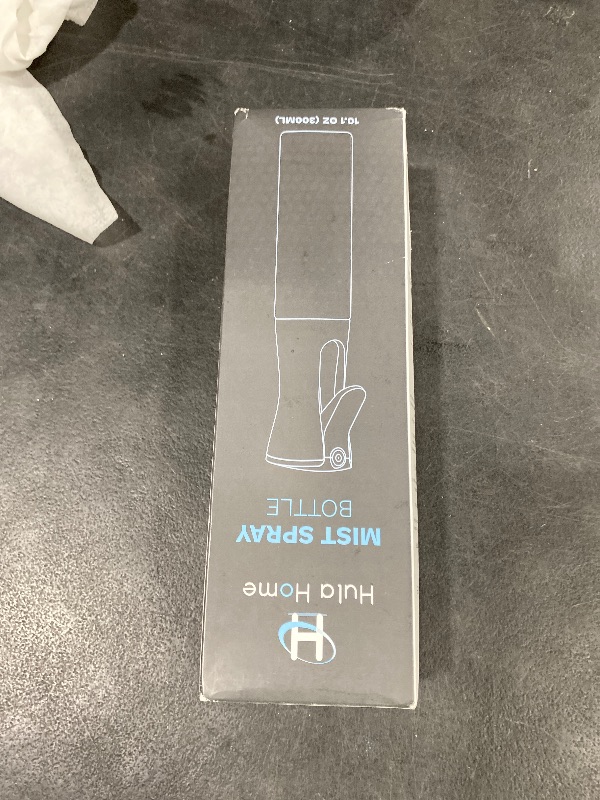 H
Hula Home
MIST SPRAY
BOTTLE
10.1 OZ (300ML)